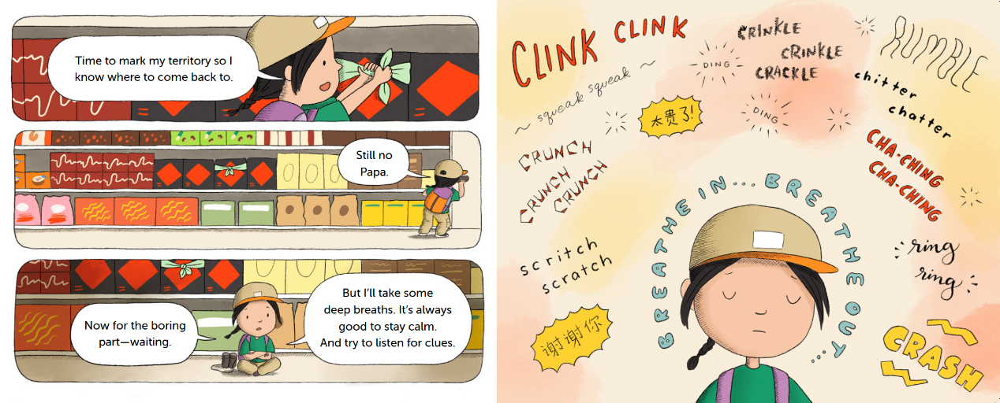 Time to mark my territory so I
know where to come back to.
Still no
Papa.
Now for the boring
part—waiting.
But I'll take some
deep breaths. It's always
good to stay calm.
And try to listen for clues.
CLINK CLINK
squeak squeak
DING
CRINKLE
CRINKLE
CRACKLE
RUMBLE
chitter
chatter
太贵了!
DING
CRUNCH
CRUNCH
CRUNCH
CHA-CHING
CHA-CHING
BREATHE IN... BREATHE OUT...
scritch
scratch
ring
ring
谢谢你
CRASH